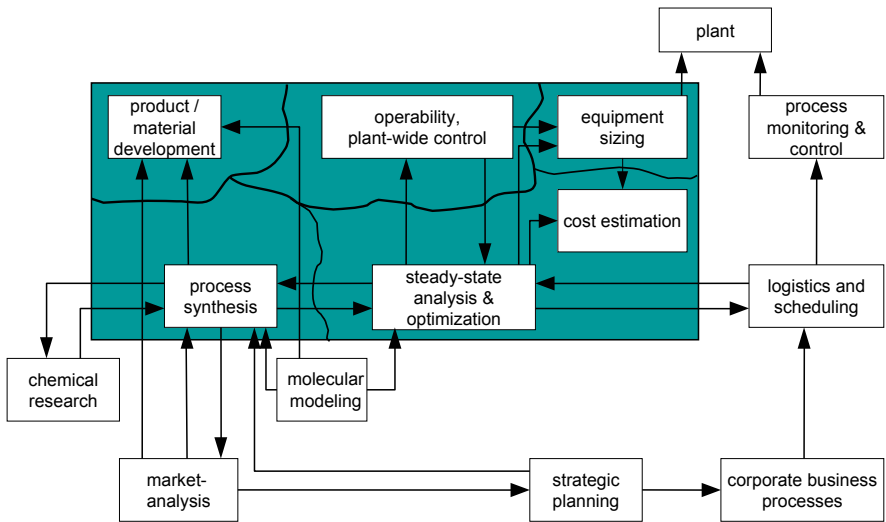 plant
product /
material
development
operability,
plant-wide control
equipment
sizing
process
monitoring &
control
cost estimation
process
synthesis
steady-state
analysis &
optimization
logistics and
scheduling
chemical
research
molecular
modeling
market-
analysis
strategic
planning
corporate business
processes